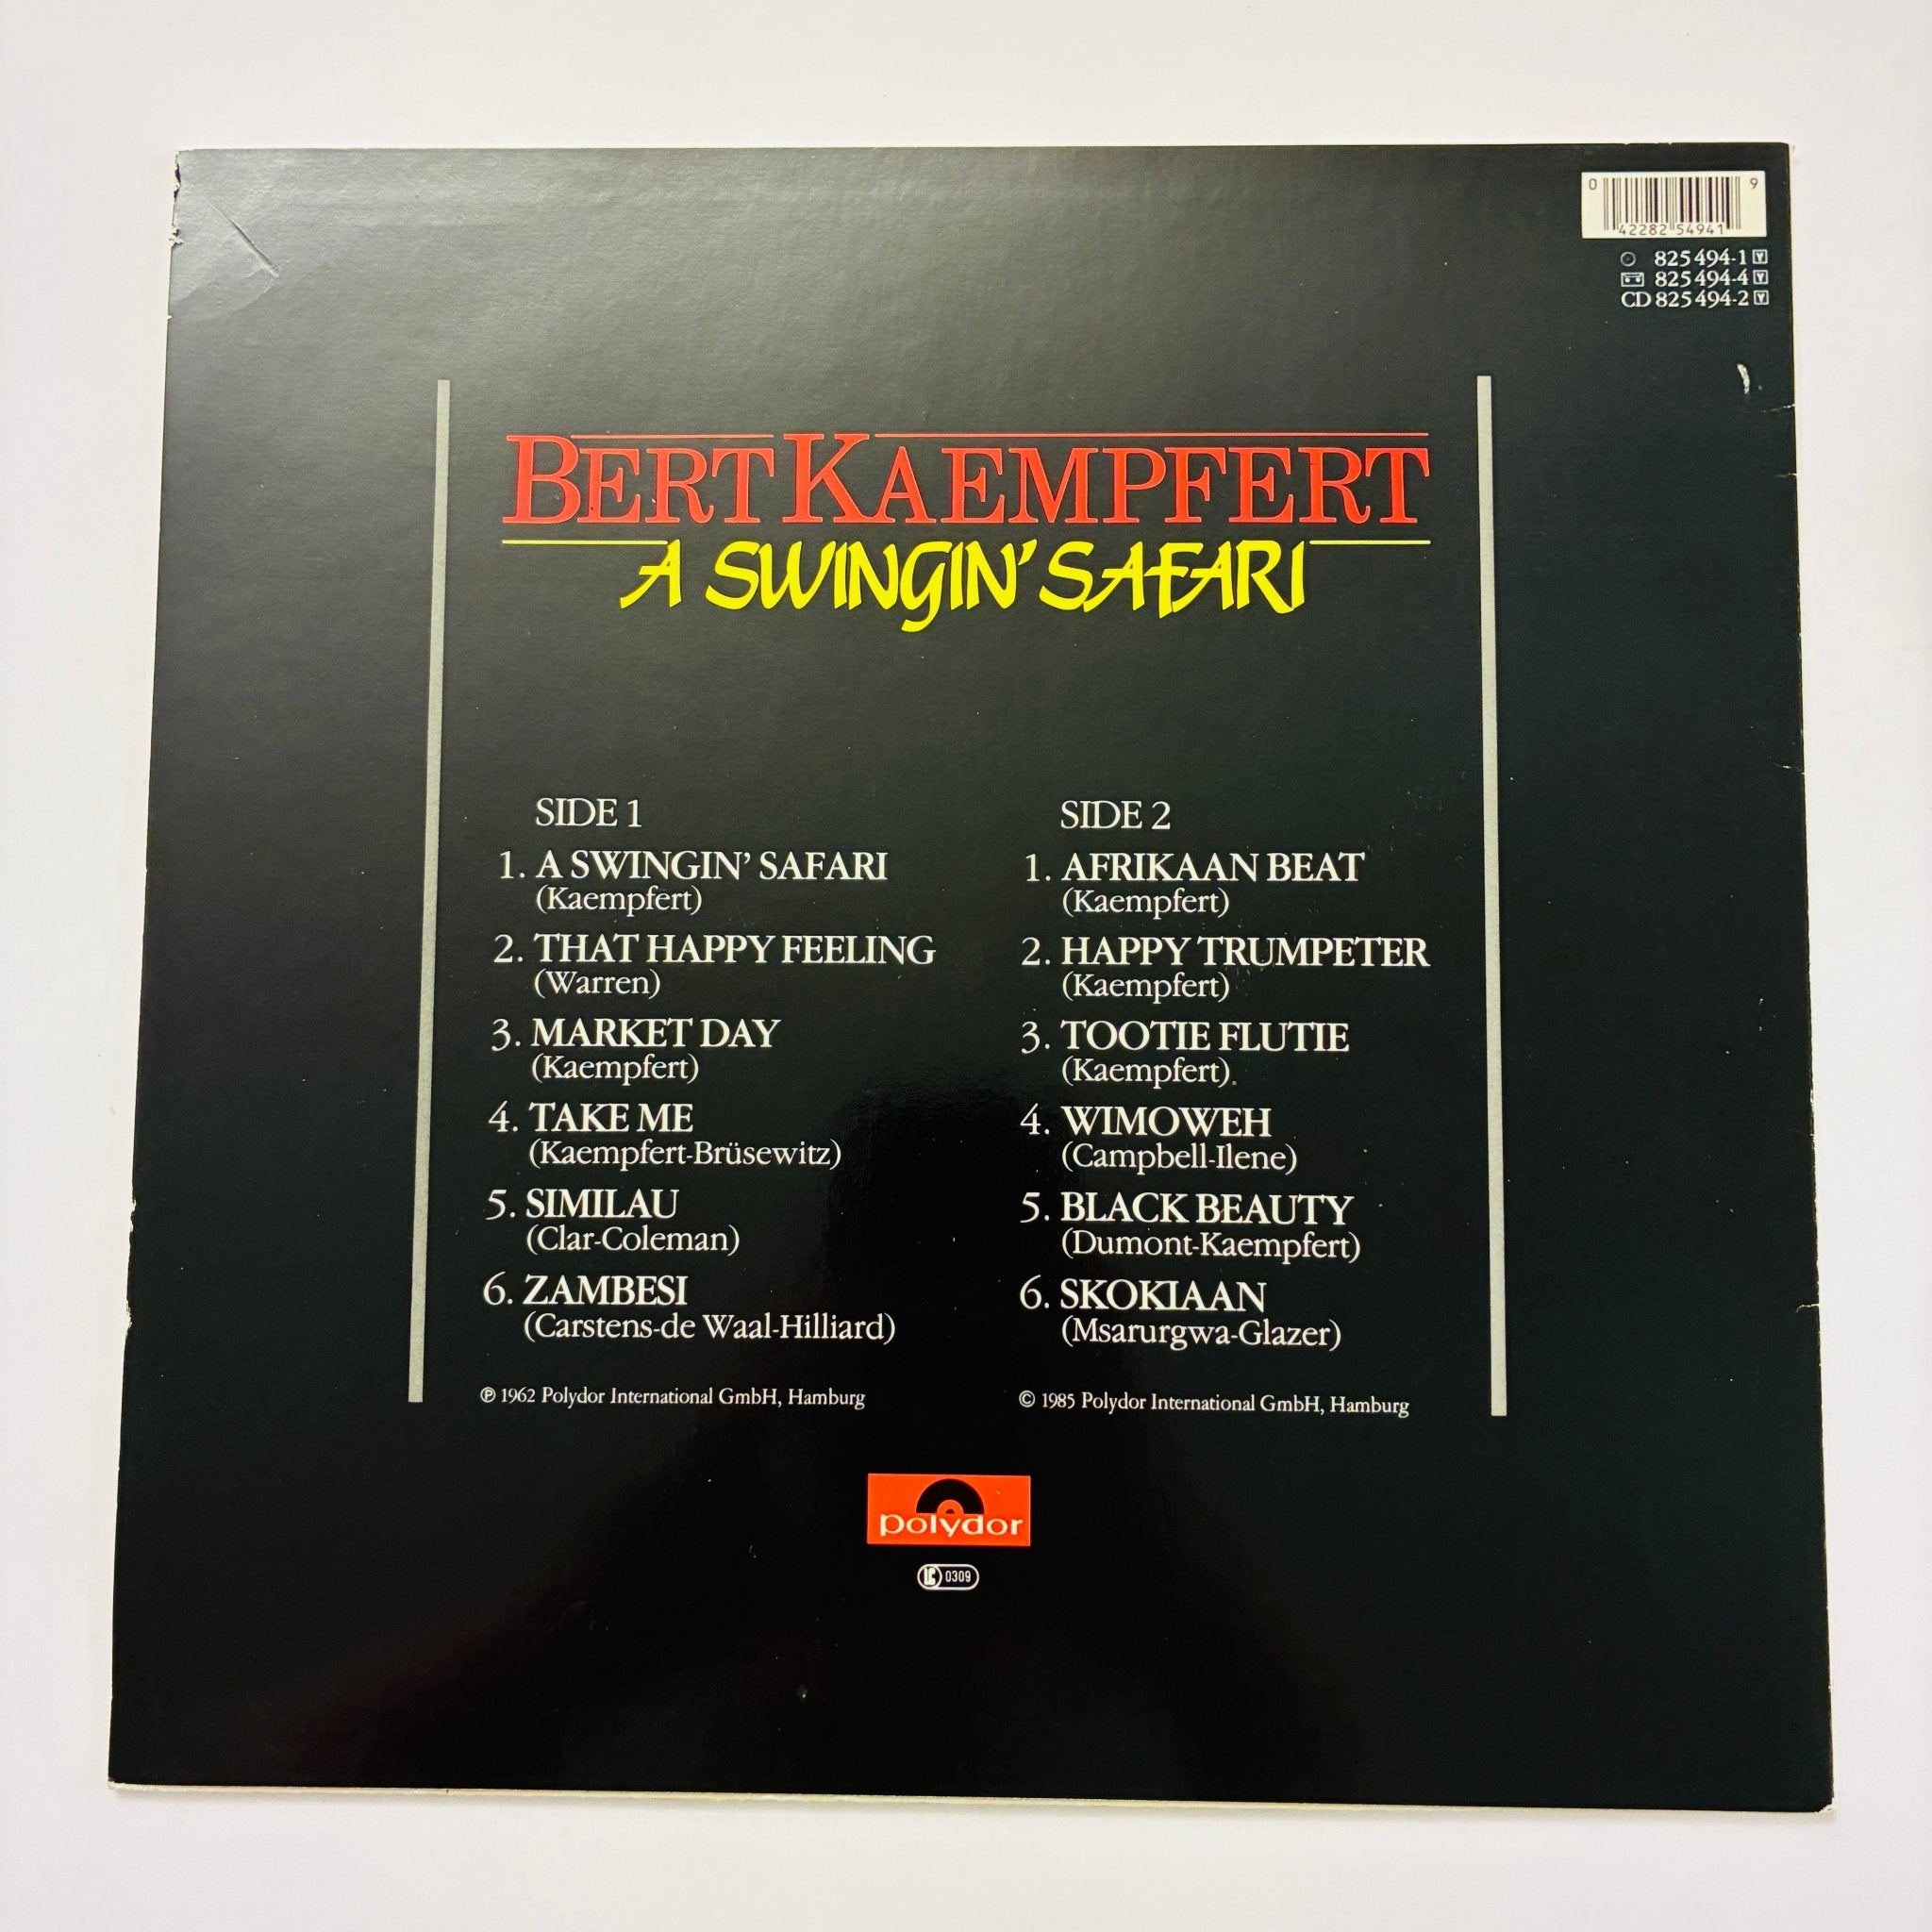 0 9
42282 54941
825 494-1 Y
825 494-4 Y
CD 825 494-2 Y
BERT KAEMPFERT
A SWINGIN' SAFARI
SIDE 1
1. A SWINGIN' SAFARI
(Kaempfert)
2. THAT HAPPY FEELING
(Warren)
3. MARKET DAY
(Kaempfert)
4. TAKE ME
(Kaempfert-Brüsewitz)
5. SIMILAU
(Clar-Coleman)
6. ZAMBESI
(Carstens-de Waal-Hilliard)
℗ 1962 Polydor International GmbH, Hamburg
SIDE 2
1. AFRIKAAN BEAT
(Kaempfert)
2. HAPPY TRUMPETER
(Kaempfert)
3. TOOTIE FLUTIE
(Kaempfert).
4. WIMOWEH
(Campbell-Ilene)
5. BLACK BEAUTY
(Dumont-Kaempfert)
6. SKOKIAAN
(Msarurgwa-Glazer)
© 1985 Polydor International GmbH, Hamburg
polydor
LC 0309